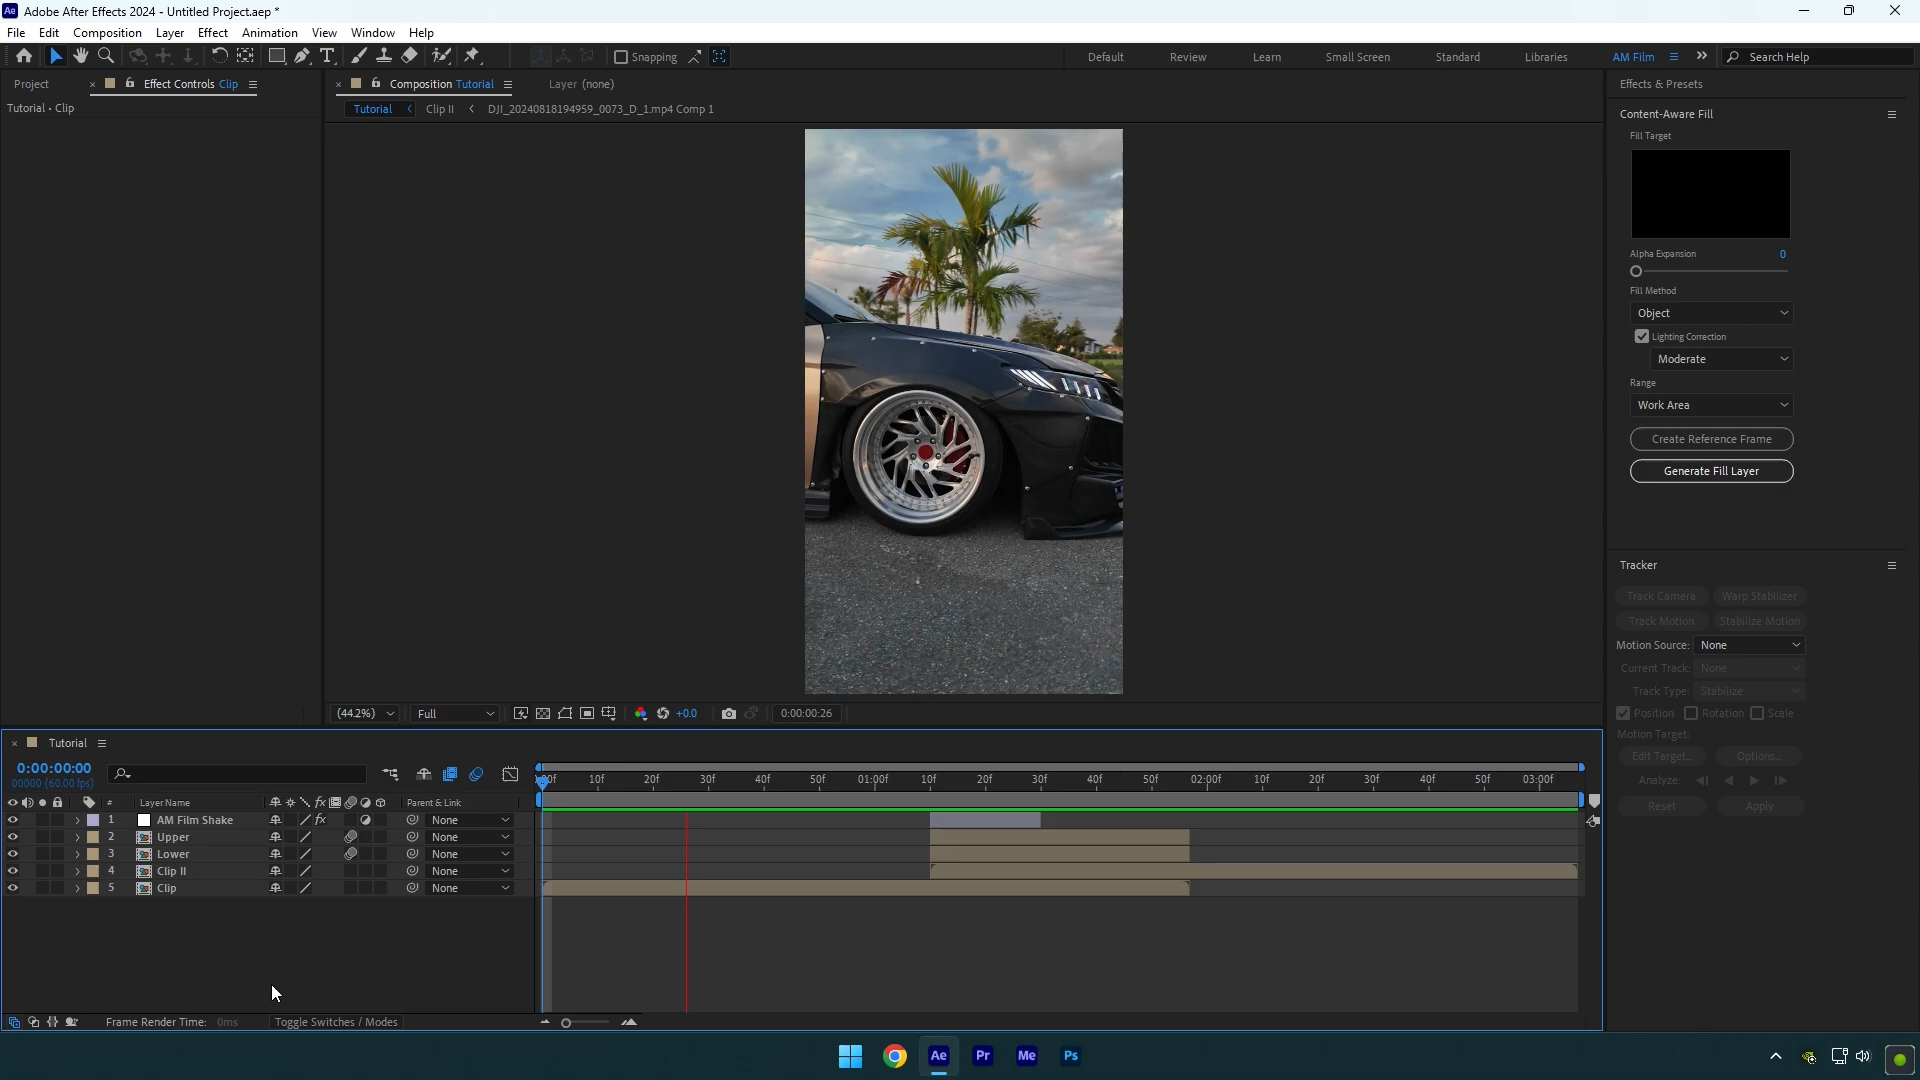 Ae Adobe After Effects 2024 - Untitled Project.aep *
File Edit Composition Layer Effect Animation View Window Help
Snapping
Default Review Learn Small Screen Standard Libraries AM Film Search Help
Project Effect Controls Clip
Tutorial • Clip
Composition Tutorial Layer (none)
Tutorial Clip II DJI_20240818194959_0073_D_1.mp4 Comp 1
Effects & Presets
Content-Aware Fill
Fill Target
Alpha Expansion 0
Fill Method
Object
Lighting Correction
Moderate
Range
Work Area
Create Reference Frame
Generate Fill Layer
Tracker
Track Camera Warp Stabilizer
Track Motion Stabilize Motion
Motion Source: None
Current Track: None
Track Type: Stabilize
Position Rotation Scale
Motion Target:
Edit Target... Options...
Analyze:
Reset Apply
(44.2%) Full +0.0 0:00:00:26
Tutorial
0:00:00:00
00000 (60.00 fps)
:00f 10f 20f 30f 40f 50f 01:00f 10f 20f 30f 40f 50f 02:00f 10f 20f 30f 40f 50f 03:00f
# Layer Name fx Parent & Link
1 AM Film Shake fx None
2 Upper None
3 Lower None
4 Clip II None
5 Clip None
Frame Render Time: 0ms Toggle Switches / Modes
Ae Pr Me Ps